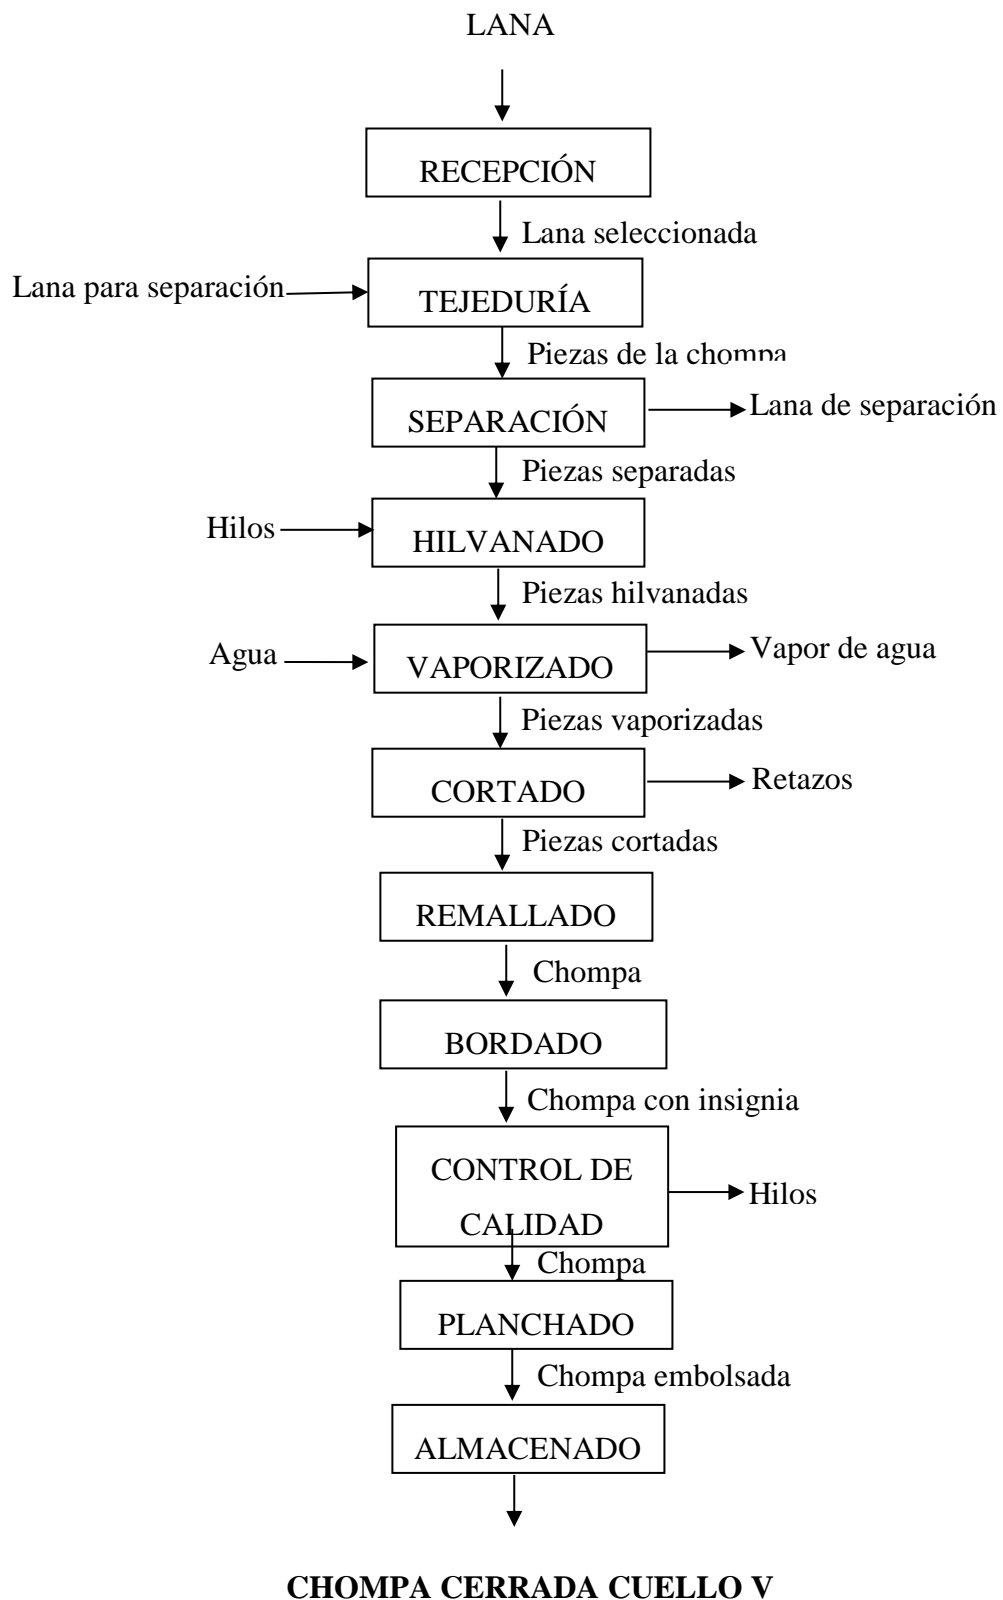 LANA
RECEPCIÓN
Lana seleccionada
Lana para separación
TEJEDURÍA
Piezas de la chompa
SEPARACIÓN
Lana de separación
Piezas separadas
Hilos
HILVANADO
Piezas hilvanadas
Agua
VAPORIZADO
Vapor de agua
Piezas vaporizadas
CORTADO
Retazos
Piezas cortadas
REMALLADO
Chompa
BORDADO
Chompa con insignia
CONTROL DE
CALIDAD
Hilos
Chompa
PLANCHADO
Chompa embolsada
ALMACENADO
CHOMPA CERRADA CUELLO V